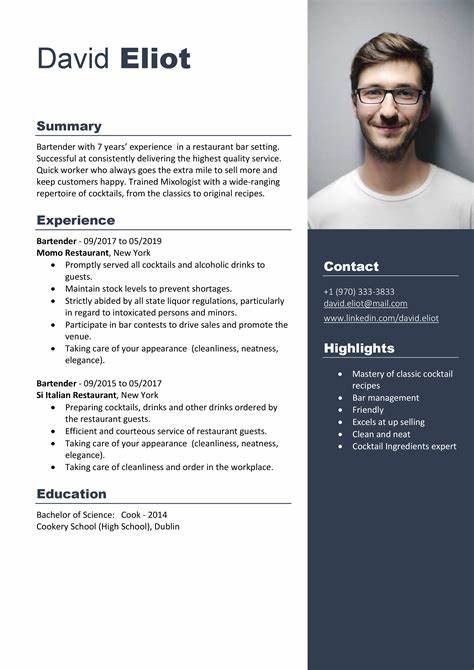 David Eliot
Summary
Bartender with 7 years' experience in a restaurant bar setting.
Successful at consistently delivering the highest quality service.
Quick worker who always goes the extra mile to sell more and
keep customers happy. Trained Mixologist with a wide-ranging
repertoire of cocktails, from the classics to original recipes.
Experience
Bartender - 09/2017 to 05/2019
Momo Restaurant, New York
• Promptly served all cocktails and alcoholic drinks to
guests.
• Maintain stock levels to prevent shortages.
• Strictly abided by all state liquor regulations, particularly
in regard to intoxicated persons and minors.
• Participate in bar contests to drive sales and promote the
venue.
• Taking care of your appearance (cleanliness, neatness,
elegance).
Bartender - 09/2015 to 05/2017
Si Italian Restaurant, New York
• Preparing cocktails, drinks and other drinks ordered by
the restaurant guests.
• Efficient and courteous service of restaurant guests.
• Taking care of your appearance (cleanliness, neatness,
elegance).
• Taking care of cleanliness and order in the workplace.
Education
Bachelor of Science: Cook - 2014
Cookery School (High School), Dublin
Contact
+1 (970) 333-3833
david.eliot@mail.com
www.linkedin.com/david.eliot
Highlights
• Mastery of classic cocktail
recipes
• Bar management
• Friendly
• Excels at up selling
• Clean and neat
• Cocktail Ingredients expert